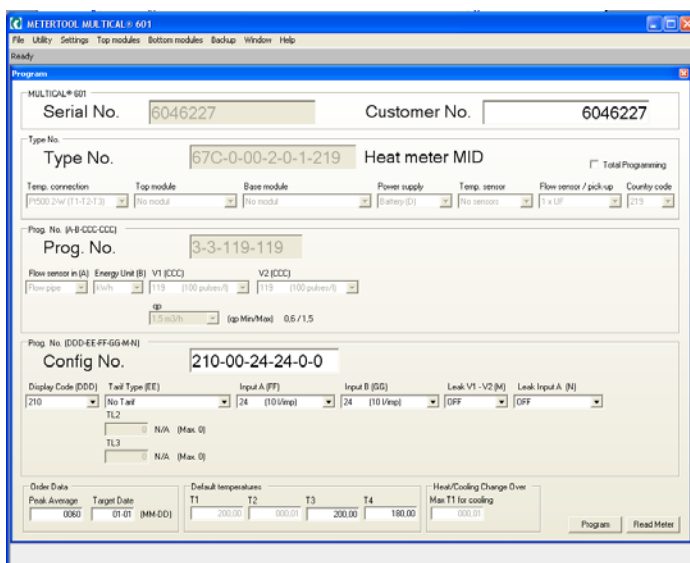 METERTOOL MULTICAL® 601
File Utility Settings Top modules Bottom modules Backup Window Help
Ready
Program
MULTICAL® 601
Serial No. 6046227 Customer No. 6046227
Type No.
Type No. 67C-0-00-2-0-1-219 Heat meter MID Total Programming
Temp. connection Top module Base module Power supply Temp. sensor Flow sensor / pick-up Country code
Pt500 2-W (T1-T2-T3) No modul No modul Battery (D) No sensors 1 x UF 219
Prog. No. (A-B-CCC-CCC)
Prog. No. 3-3-119-119
Flow sensor in (A) Energy Unit (B) V1 (CCC) V2 (CCC)
Flow pipe kWh 119 (100 pulses/l) 119 (100 pulses/l)
qp
1,5 m3/h (qp Min/Max) 0,6 / 1,5
Prog. No. (DDD-EE-FF-GG-M-N)
Config No. 210-00-24-24-0-0
Display Code (DDD) Tarif Type (EE) Input A (FF) Input B (GG) Leak V1 - V2 (M) Leak Input A (N)
210 No Tarif 24 (10 l/imp) 24 (10 l/imp) OFF OFF
TL2
0 N/A (Max. 0)
TL3
0 N/A (Max. 0)
Order Data Default temperatures Heat/Cooling Change Over
Peak Average Target Date T1 T2 T3 T4 Max T1 for cooling
0060 01-01 (MM-DD) 200,00 000,01 200,00 180,00 000,01
Program Read Meter